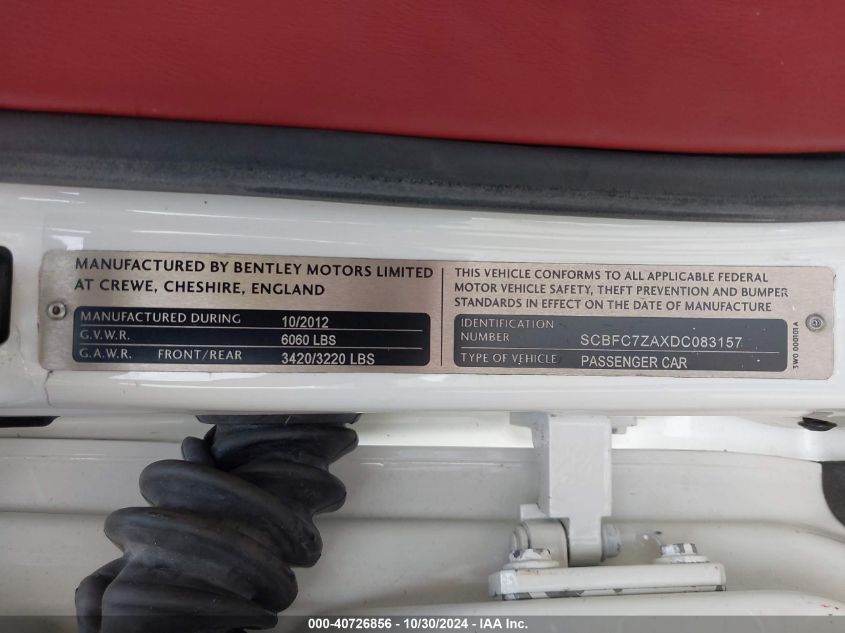 MANUFACTURED BY BENTLEY MOTORS LIMITED
AT CREWE, CHESHIRE, ENGLAND
MANUFACTURED DURING 10/2012
G.V.W.R. 6060 LBS
G.A.W.R. FRONT/REAR 3420/3220 LBS
THIS VEHICLE CONFORMS TO ALL APPLICABLE FEDERAL
MOTOR VEHICLE SAFETY, THEFT PREVENTION AND BUMPER
STANDARDS IN EFFECT ON THE DATE OF MANUFACTURE
IDENTIFICATION
NUMBER SCBFC7ZAXDC083157
TYPE OF VEHICLE PASSENGER CAR
3W0 000101A
000-40726856 - 10/30/2024 - IAA Inc.